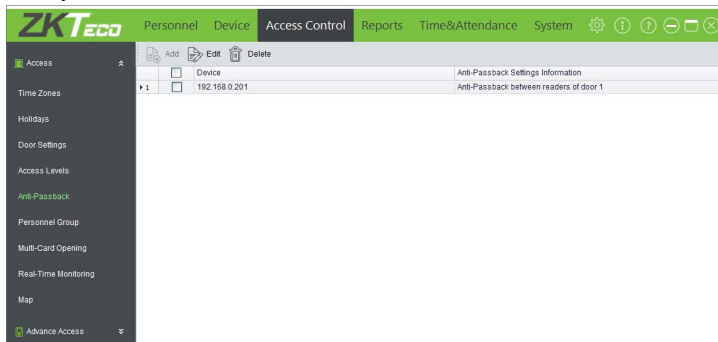 ZKTECO Personnel Device Access Control Reports Time&Attendance System
Access
Add Edit Delete
Device Anti-Passback Settings Information
1 192.168.0.201 Anti-Passback between readers of door 1
Time Zones
Holidays
Door Settings
Access Levels
Anti-Passback
Personnel Group
Multi-Card Opening
Real-Time Monitoring
Map
Advance Access